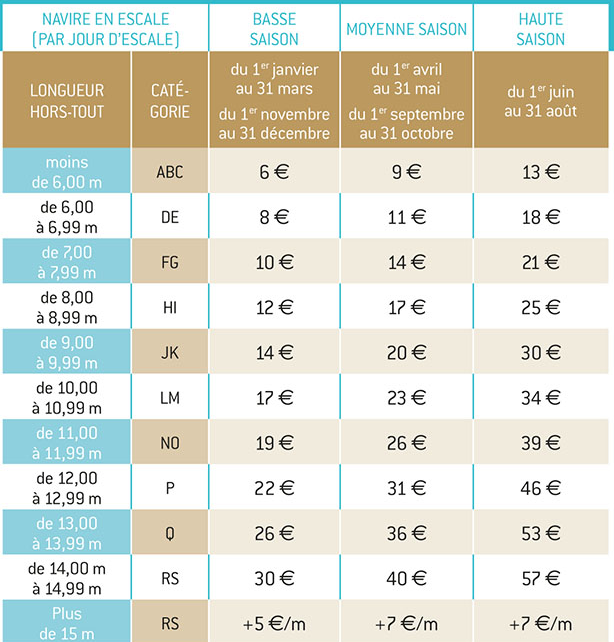 NAVIRE EN ESCALE
(PAR JOUR D'ESCALE)
BASSE
SAISON
MOYENNE SAISON
HAUTE
SAISON
LONGUEUR
HORS-TOUT
CATÉ-
GORIE
du 1er janvier
au 31 mars
du 1er novembre
au 31 décembre
du 1er avril
au 31 mai
du 1er septembre
au 31 octobre
du 1er juin
au 31 août
moins
de 6,00 m
ABC
6 €
9 €
13 €
de 6,00
à 6,99 m
DE
8 €
11 €
18 €
de 7,00
à 7,99 m
FG
10 €
14 €
21 €
de 8,00
à 8,99 m
HI
12 €
17 €
25 €
de 9,00
à 9,99 m
JK
14 €
20 €
30 €
de 10,00
à 10,99 m
LM
17 €
23 €
34 €
de 11,00
à 11,99 m
NO
19 €
26 €
39 €
de 12,00
à 12,99 m
P
22 €
31 €
46 €
de 13,00
à 13,99 m
Q
26 €
36 €
53 €
de 14,00 m
à 14,99 m
RS
30 €
40 €
57 €
Plus
de 15 m
RS
+5 €/m
+7 €/m
+7 €/m